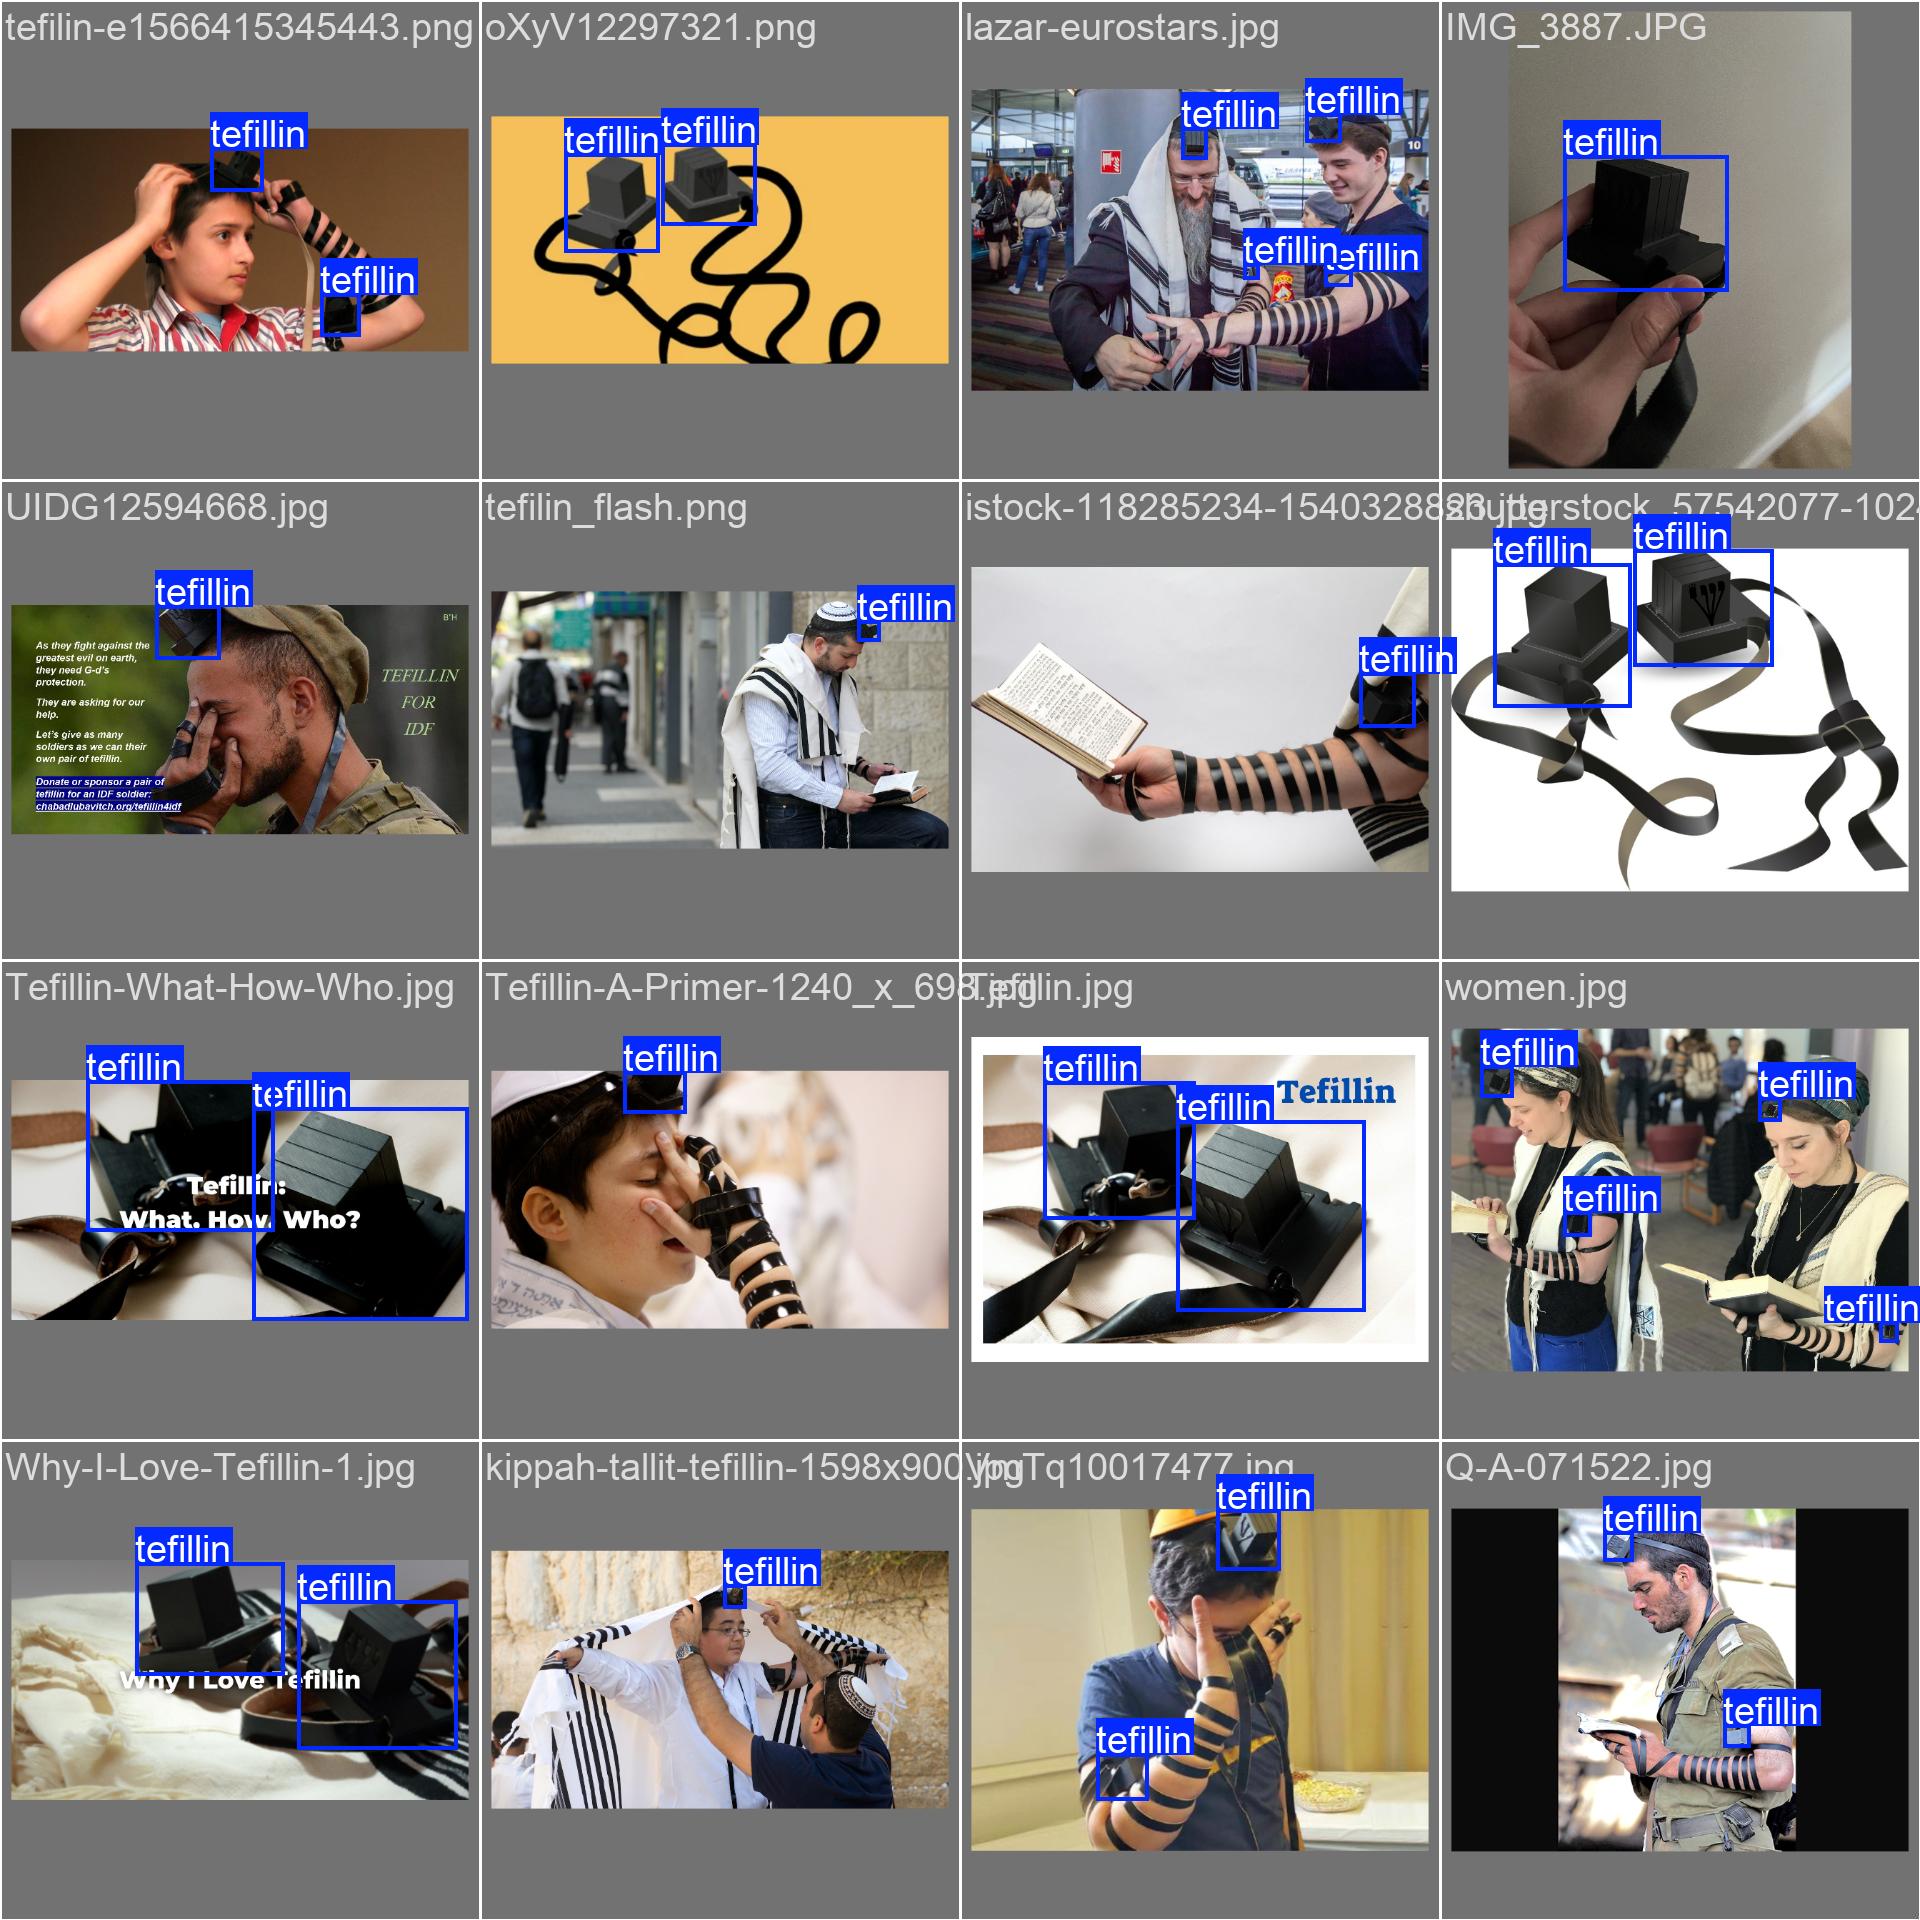 tefilin-e1566415345443.png
tefillin
tefillin
oXyV12297321.png
tefillin
tefillin
lazar-eurostars.jpg
tefillin
tefillin
tefillin
tefillin
10
IMG_3887.JPG
tefillin
UIDG12594668.jpg
tefillin
B"H
As they fight against the
greatest evil on earth,
they need G-d's
protection.
They are asking for our
help.
Let's give as many
soldiers as we can their
own pair of tefillin.
Donate or sponsor a pair of
tefillin for an IDF soldier:
chabadlubavitch.org/tefillin4idf
TEFILLIN
FOR
IDF
tefilin_flash.png
tefillin
istock-118285234-1540328823.jpg
tefillin
shutterstock_57542077-1024
tefillin
tefillin
Tefillin-What-How-Who.jpg
tefillin
tefillin
Tefillin:
What. How. Who?
Tefillin-A-Primer-1240_x_698.jpg
tefillin
Tefillin.jpg
tefillin
tefillin
Tefillin
women.jpg
tefillin
tefillin
tefillin
tefillin
Why-I-Love-Tefillin-1.jpg
tefillin
tefillin
Why I Love Tefillin
kippah-tallit-tefillin-1598x900.jpg
tefillin
YmTq10017477.jpg
tefillin
tefillin
Q-A-071522.jpg
tefillin
tefillin